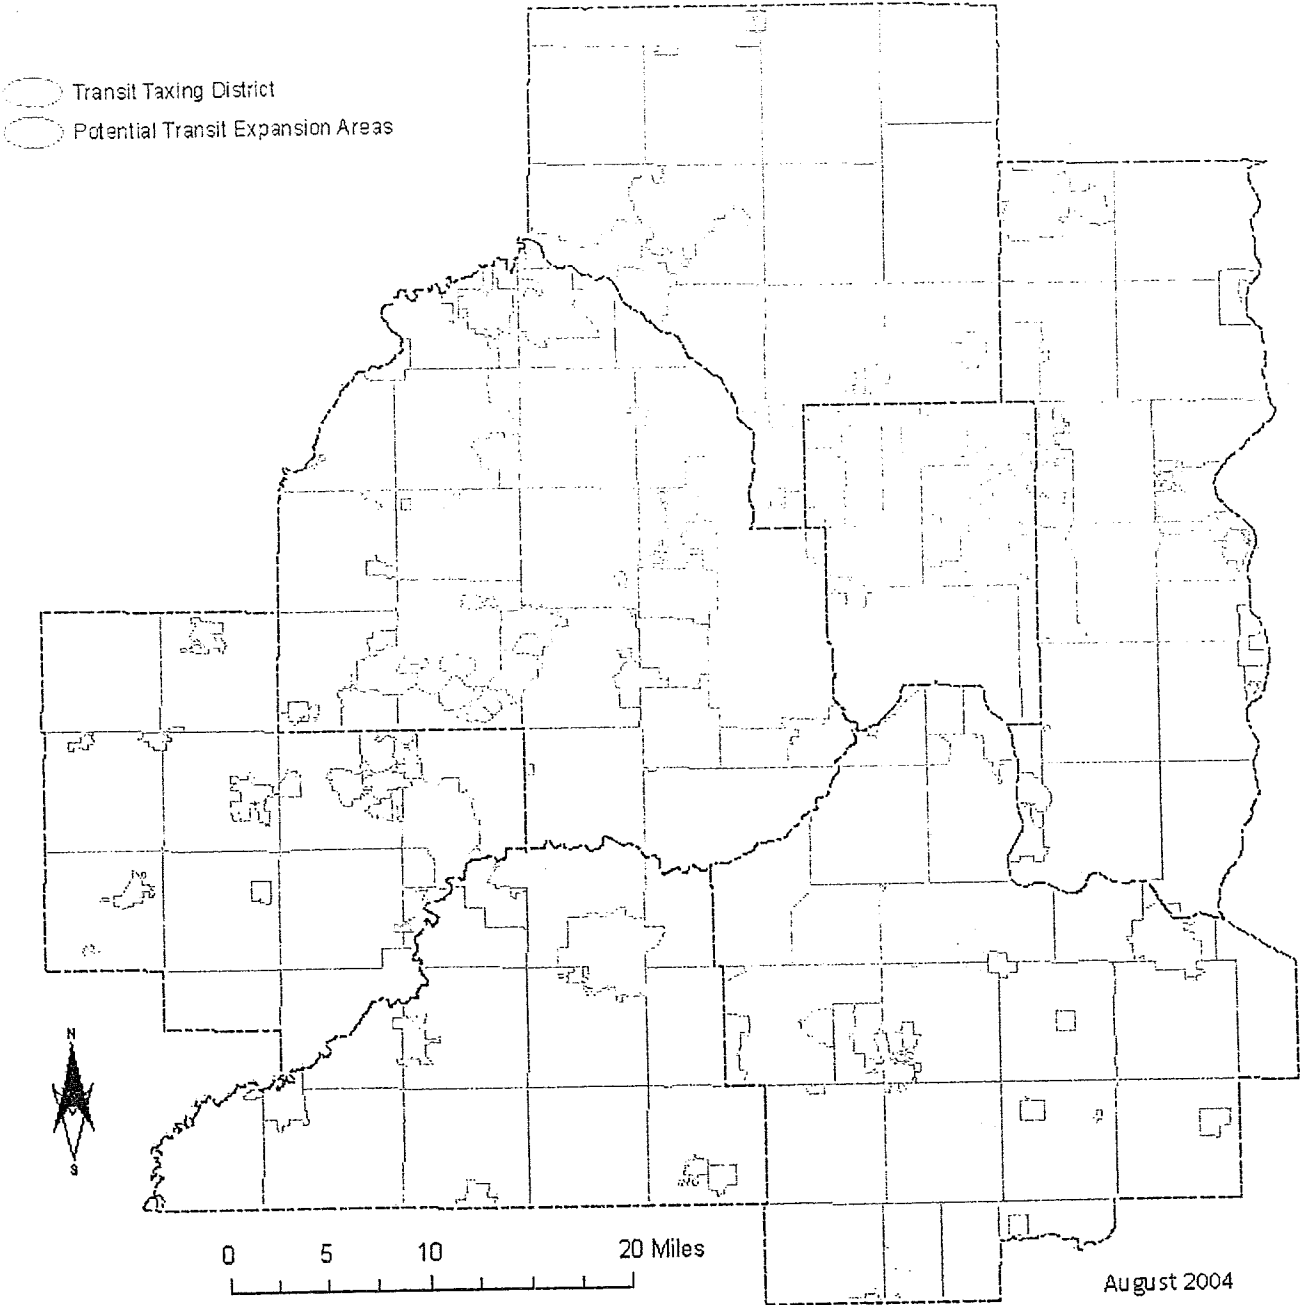 Transit Taxing District
Potential Transit Expansion Areas
N
S
0 5 10 20 Miles
August 2004